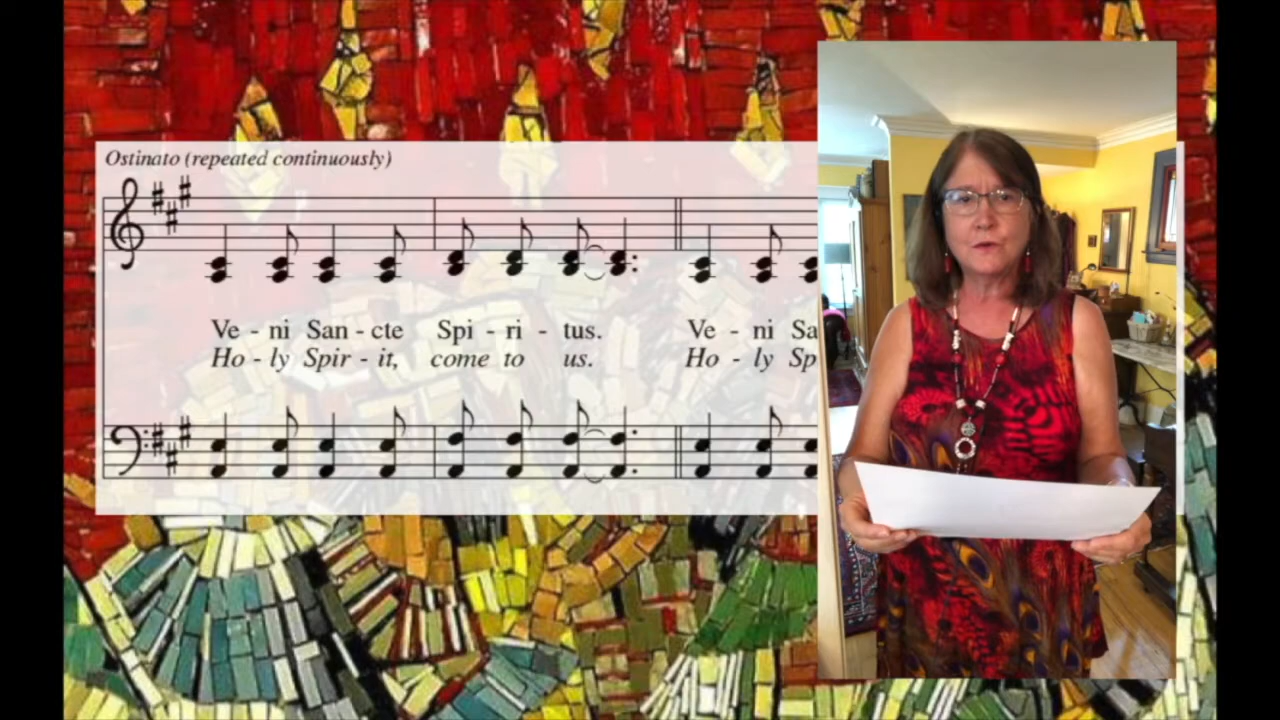 Ostinato (repeated continuously)
Ve - ni San - cte Spi - ri - tus. Ve - ni Sa
Ho - ly Spir - it, come to us. Ho - ly Sp